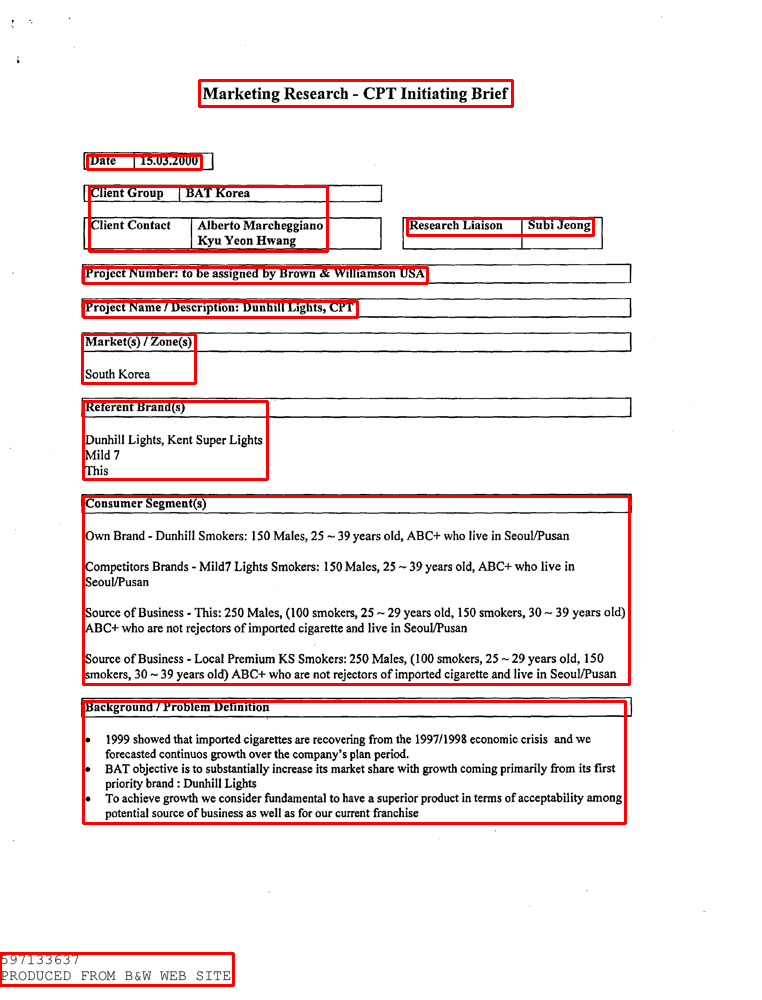 Marketing Research - CPT Initiating Brief
Date 15.03.2000
Client Group BAT Korea
Client Contact Alberto Marcheggiano
Kyu Yeon Hwang
Research Liaison Subi Jeong
Project Number: to be assigned by Brown & Williamson USA
Project Name / Description: Dunhill Lights, CPT
Market(s) / Zone(s)
South Korea
Referent Brand(s)
Dunhill Lights, Kent Super Lights
Mild 7
This
Consumer Segment(s)
Own Brand - Dunhill Smokers: 150 Males, 25 ~ 39 years old, ABC+ who live in Seoul/Pusan
Competitors Brands - Mild7 Lights Smokers: 150 Males, 25 ~ 39 years old, ABC+ who live in
Seoul/Pusan
Source of Business - This: 250 Males, (100 smokers, 25 ~ 29 years old, 150 smokers, 30 ~ 39 years old)
ABC+ who are not rejectors of imported cigarette and live in Seoul/Pusan
Source of Business - Local Premium KS Smokers: 250 Males, (100 smokers, 25 ~ 29 years old, 150
smokers, 30 ~ 39 years old) ABC+ who are not rejectors of imported cigarette and live in Seoul/Pusan
Background / Problem Definition
• 1999 showed that imported cigarettes are recovering from the 1997/1998 economic crisis and we
forecasted continuos growth over the company's plan period.
• BAT objective is to substantially increase its market share with growth coming primarily from its first
priority brand : Dunhill Lights
• To achieve growth we consider fundamental to have a superior product in terms of acceptability among
potential source of business as well as for our current franchise
597133637
PRODUCED FROM B&W WEB SITE